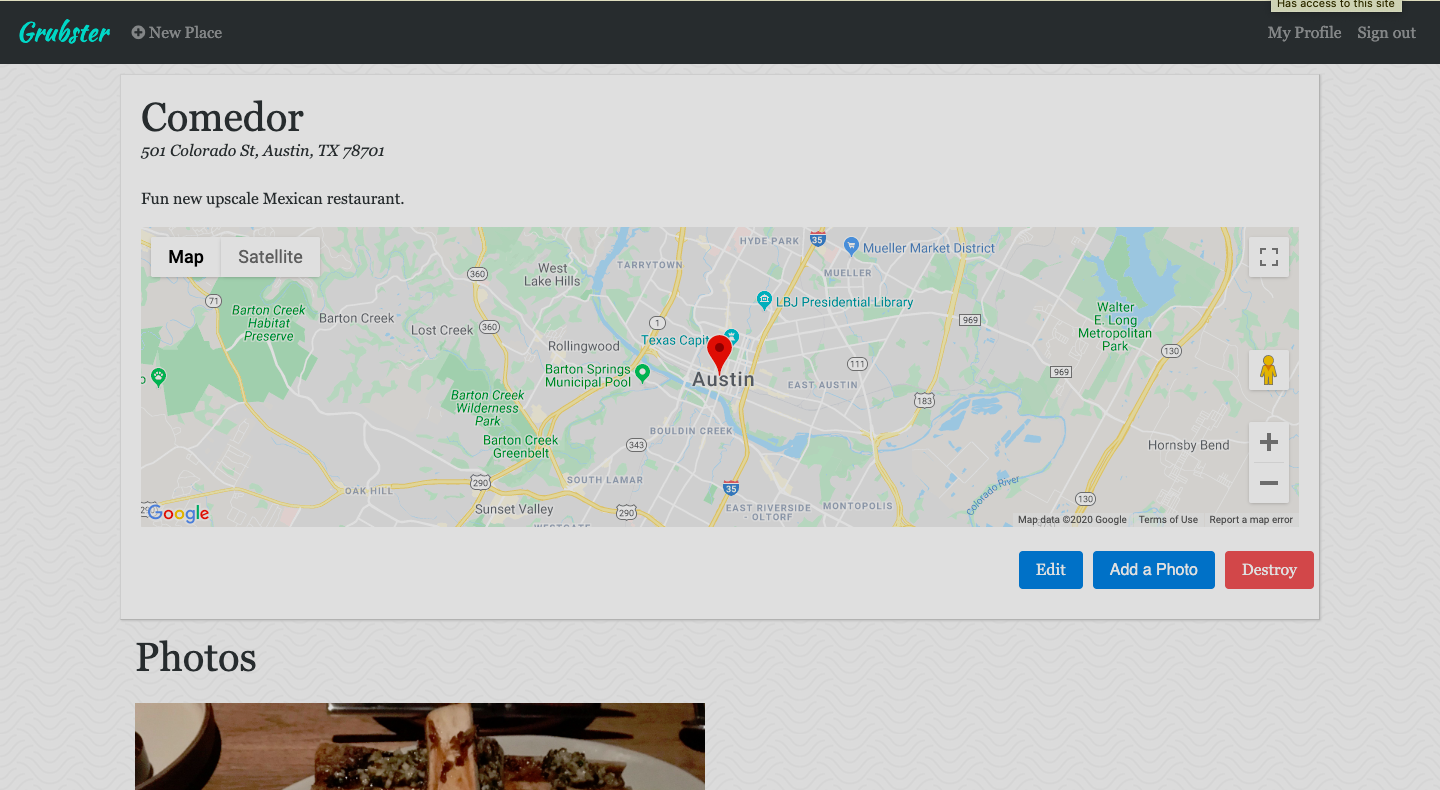 Has access to this site
Grubster
New Place
My Profile
Sign out
Comedor
501 Colorado St, Austin, TX 78701
Fun new upscale Mexican restaurant.
Map
Satellite
HYDE PARK
35
Mueller Market District
TARRYTOWN
MUELLER
West
Lake Hills
360
71
Barton Creek
Habitat
Preserve
LBJ Presidential Library
Walter
E. Long
Metropolitan
Park
Barton Creek
Lost Creek
360
1
969
Texas Capit
Rollingwood
130
111
Barton Springs
Municipal Pool
969
Austin
EAST AUSTIN
Barton Creek
Wilderness
Park
183
BOULDIN CREEK
Barton Creek
Greenbelt
343
Hornsby Bend
SOUTH LAMAR
290
OAK HILL
35
Colorado River
130
Sunset Valley
290
EAST RIVERSIDE
- OLTORF
MONTOPOLIS
WESTGATE
Google
Map data ©2020 Google
Terms of Use
Report a map error
Edit
Add a Photo
Destroy
Photos